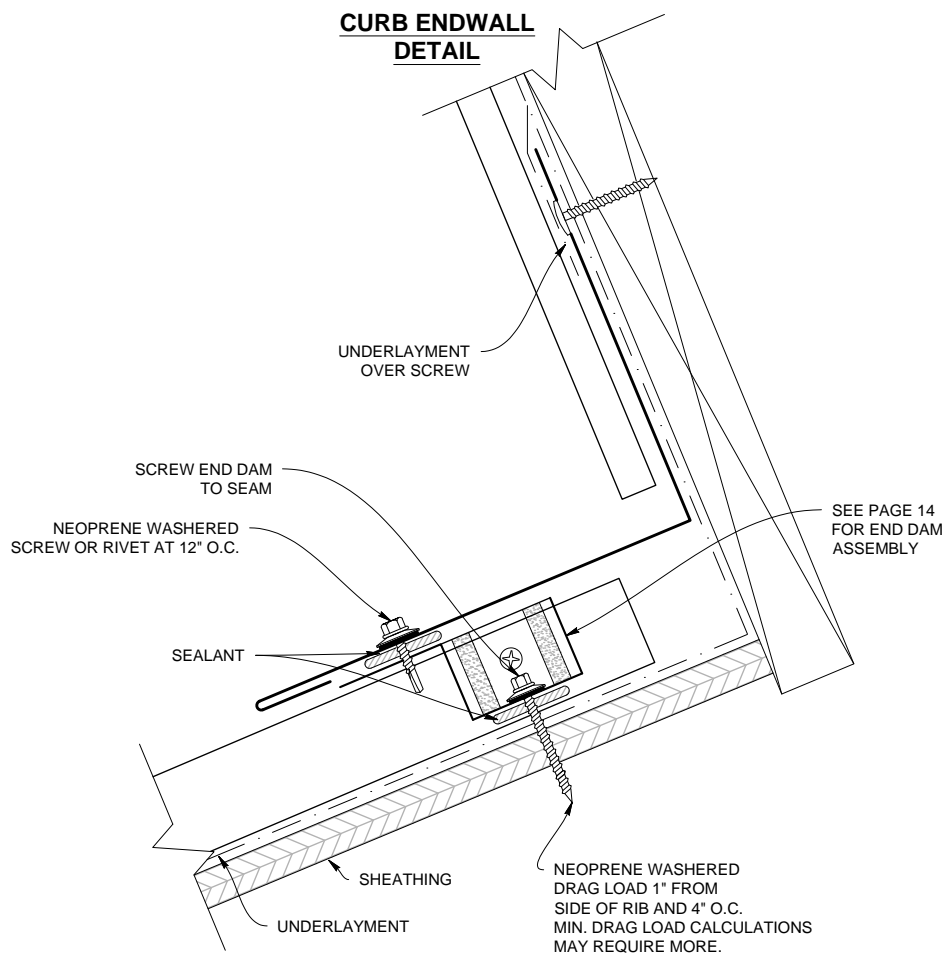 CURB ENDWALL
DETAIL
UNDERLAYMENT
OVER SCREW
SCREW END DAM
TO SEAM
NEOPRENE WASHERED
SCREW OR RIVET AT 12" O.C.
SEE PAGE 14
FOR END DAM
ASSEMBLY
SEALANT
SHEATHING
UNDERLAYMENT
NEOPRENE WASHERED
DRAG LOAD 1" FROM
SIDE OF RIB AND 4" O.C.
MIN. DRAG LOAD CALCULATIONS
MAY REQUIRE MORE.